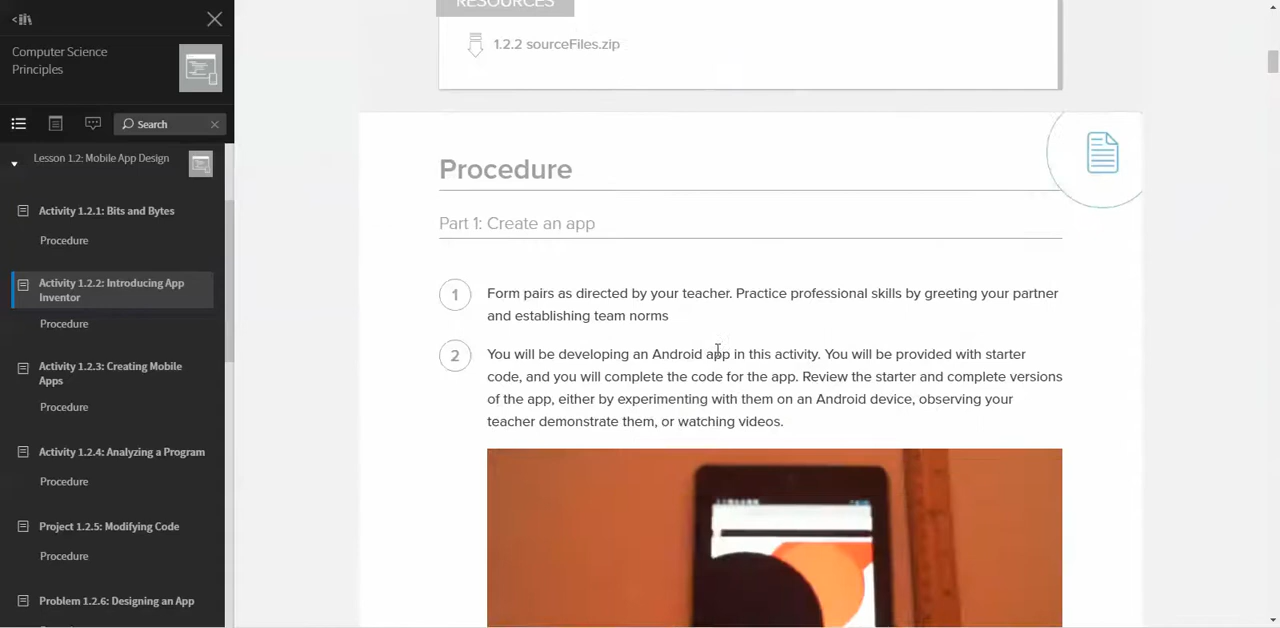 Computer Science
Principles
Search
Lesson 1.2: Mobile App Design
Activity 1.2.1: Bits and Bytes
Procedure
Activity 1.2.2: Introducing App
Inventor
Procedure
Activity 1.2.3: Creating Mobile
Apps
Procedure
Activity 1.2.4: Analyzing a Program
Procedure
Project 1.2.5: Modifying Code
Procedure
Problem 1.2.6: Designing an App
RESOURCES
1.2.2 sourceFiles.zip
Procedure
Part 1: Create an app
1 Form pairs as directed by your teacher. Practice professional skills by greeting your partner
and establishing team norms
2 You will be developing an Android app in this activity. You will be provided with starter
code, and you will complete the code for the app. Review the starter and complete versions
of the app, either by experimenting with them on an Android device, observing your
teacher demonstrate them, or watching videos.